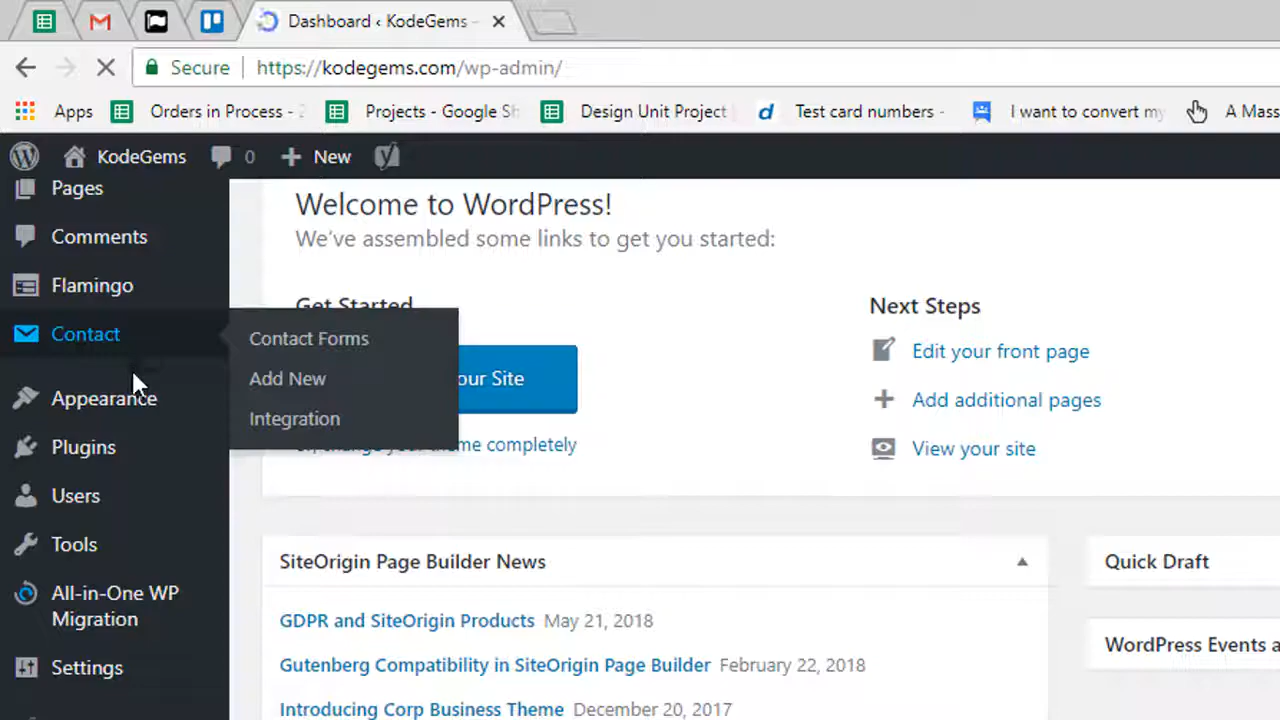 Dashboard ‹ KodeGems –
Secure https://kodegems.com/wp-admin/
Apps Orders in Process - Projects - Google Sh Design Unit Project Test card numbers - I want to convert my A Mass
KodeGems 0 New
Pages
Comments
Flamingo
Contact
Appearance
Plugins
Users
Tools
All-in-One WP
Migration
Settings
Contact Forms
Add New
Integration
Welcome to WordPress!
We've assembled some links to get you started:
Get Started
our Site
or, change your theme completely
Next Steps
Edit your front page
Add additional pages
View your site
SiteOrigin Page Builder News
GDPR and SiteOrigin Products May 21, 2018
Gutenberg Compatibility in SiteOrigin Page Builder February 22, 2018
Introducing Corp Business Theme December 20, 2017
Quick Draft
WordPress Events a